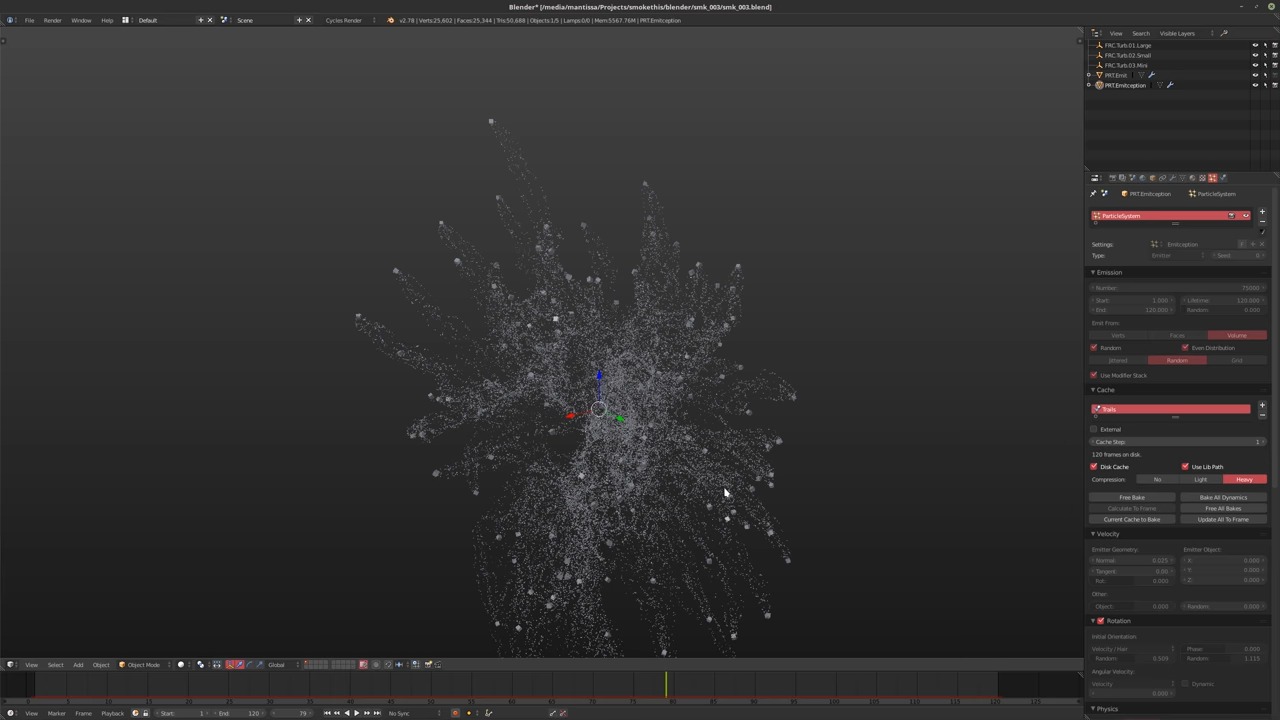 Blender* [/media/mantissa/Projects/smokethis/blender/smk_003/smk_003.blend]
File Render Window Help Default Scene Cycles Render v2.78 | Verts:25,602 | Faces:25,344 | Tris:50,688 | Objects:1/5 | Lamps:0/0 | Mem:5567.76M | PRT.Emitception
View Search Visible Layers
FRC.Turb.01.Large
FRC.Turb.02.Small
FRC.Turb.03.Mini
PRT.Emit
PRT.Emitception
PRT.Emitception ParticleSystem
ParticleSystem
Settings: Emitception
Type: Emitter Seed: 0
Emission
Number: 75000
Start: 1.000 Lifetime: 120.000
End: 120.000 Random: 0.000
Emit From:
Verts Faces Volume
Random Even Distribution
Jittered Random Grid
Use Modifier Stack
Cache
Trails
External
Cache Step: 1
120 frames on disk.
Disk Cache Use Lib Path
Compression: No Light Heavy
Free Bake Bake All Dynamics
Calculate To Frame Free All Bakes
Current Cache to Bake Update All To Frame
Velocity
Emitter Geometry: Emitter Object:
Normal: 0.015 X: 0.000
Tangent: 0.00 Y: 0.000
Rot: 0.000 Z: 0.000
Other:
Object: 0.000 Random: 0.000
Rotation
Initial Orientation:
Velocity / Hair Phase: 0.000
Random: 0.509 Random: 1.115
Angular Velocity:
Velocity Dynamic
0.000
Physics
View Select Add Object Object Mode Global
View Marker Frame Playback Start: 1 End: 120 79 No Sync